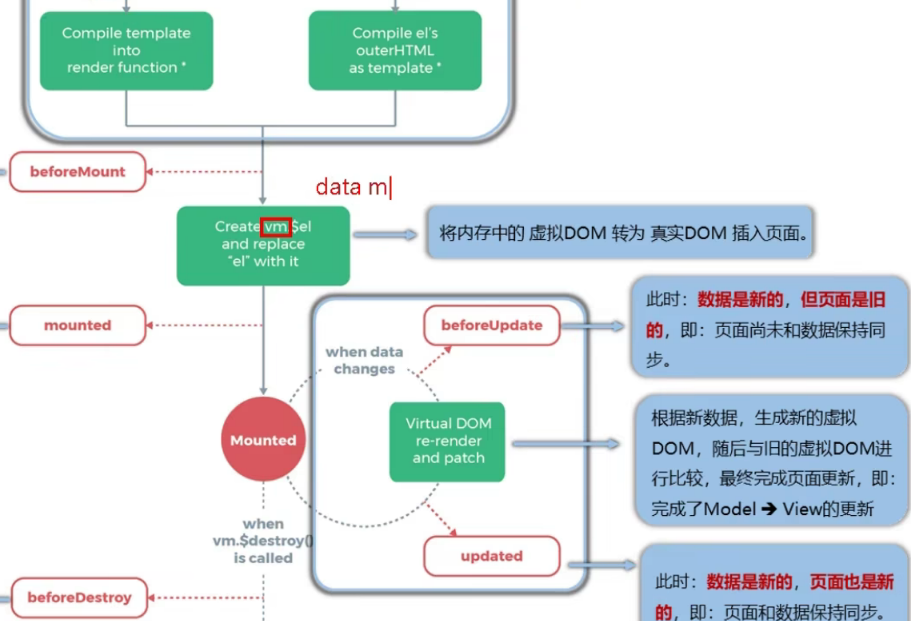 Compile template
into
render function *
Compile el's
outerHTML
as template *
beforeMount
data m
Create vm.$el
and replace
"el" with it
将内存中的 虚拟DOM 转为 真实DOM 插入页面。
mounted
beforeUpdate
此时：数据是新的，但页面是旧
的，即：页面尚未和数据保持同
步。
when data
changes
Mounted
Virtual DOM
re-render
and patch
根据新数据，生成新的虚拟
DOM，随后与旧的虚拟DOM进
行比较，最终完成页面更新，即：
完成了Model ➔ View的更新
when
vm.$destroy()
is called
updated
beforeDestroy
此时：数据是新的，页面也是新
的，即：页面和数据保持同步。